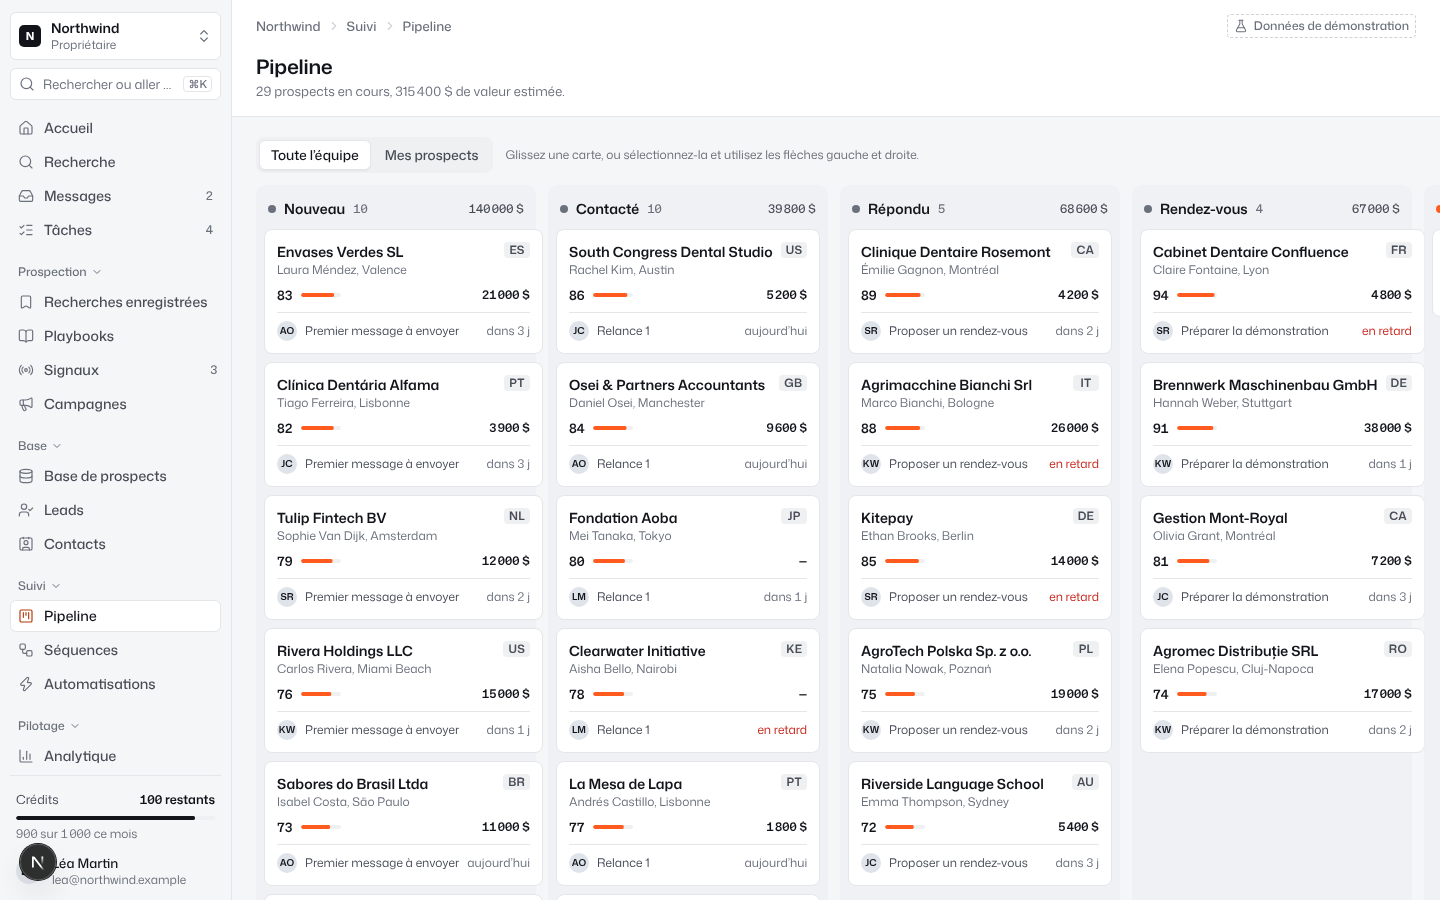 N
Northwind
Propriétaire
Rechercher ou aller ...
⌘K
Accueil
Recherche
Messages
2
Tâches
4
Prospection
Recherches enregistrées
Playbooks
Signaux
3
Campagnes
Base
Base de prospects
Leads
Contacts
Suivi
Pipeline
Séquences
Automatisations
Pilotage
Analytique
Crédits
100 restants
900 sur 1 000 ce mois
N
Léa Martin
lea@northwind.example
Northwind
Suivi
Pipeline
Données de démonstration
Pipeline
29 prospects en cours, 315 400 $ de valeur estimée.
Toute l'équipe
Mes prospects
Glissez une carte, ou sélectionnez-la et utilisez les flèches gauche et droite.
Nouveau 10 140 000 $
Envases Verdes SL ES
Laura Méndez, Valence
83 21 000 $
AO Premier message à envoyer dans 3 j
Clínica Dentária Alfama PT
Tiago Ferreira, Lisbonne
82 3 900 $
JC Premier message à envoyer dans 3 j
Tulip Fintech BV NL
Sophie Van Dijk, Amsterdam
79 12 000 $
SR Premier message à envoyer dans 2 j
Rivera Holdings LLC US
Carlos Rivera, Miami Beach
76 15 000 $
KW Premier message à envoyer dans 1 j
Sabores do Brasil Ltda BR
Isabel Costa, São Paulo
73 11 000 $
AO Premier message à envoyer aujourd'hui
Contacté 10 39 800 $
South Congress Dental Studio US
Rachel Kim, Austin
86 5 200 $
JC Relance 1 aujourd'hui
Osei & Partners Accountants GB
Daniel Osei, Manchester
84 9 600 $
AO Relance 1 aujourd'hui
Fondation Aoba JP
Mei Tanaka, Tokyo
80 –
LM Relance 1 dans 1 j
Clearwater Initiative KE
Aisha Bello, Nairobi
78 –
LM Relance 1 en retard
La Mesa de Lapa PT
Andrés Castillo, Lisbonne
77 1 800 $
AO Relance 1 aujourd'hui
Répondu 5 68 600 $
Clinique Dentaire Rosemont CA
Émilie Gagnon, Montréal
89 4 200 $
SR Proposer un rendez-vous dans 2 j
Agrimacchine Bianchi Srl IT
Marco Bianchi, Bologne
88 26 000 $
KW Proposer un rendez-vous en retard
Kitepay DE
Ethan Brooks, Berlin
85 14 000 $
SR Proposer un rendez-vous en retard
AgroTech Polska Sp. z o.o. PL
Natalia Nowak, Poznań
75 19 000 $
KW Proposer un rendez-vous dans 2 j
Riverside Language School AU
Emma Thompson, Sydney
72 5 400 $
JC Proposer un rendez-vous dans 3 j
Rendez-vous 4 67 000 $
Cabinet Dentaire Confluence FR
Claire Fontaine, Lyon
94 4 800 $
SR Préparer la démonstration en retard
Brennwerk Maschinenbau GmbH DE
Hannah Weber, Stuttgart
91 38 000 $
KW Préparer la démonstration dans 1 j
Gestion Mont-Royal CA
Olivia Grant, Montréal
81 7 200 $
JC Préparer la démonstration dans 3 j
Agromec Distribuție SRL RO
Elena Popescu, Cluj-Napoca
74 17 000 $
KW Préparer la démonstration dans 2 j